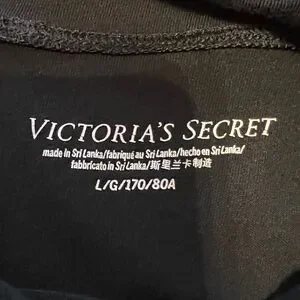 VICTORIA'S SECRET
made in Sri Lanka/fabriqué au Sri Lanka/hecho en Sri Lanka/
fabbricato in Sri Lanka/斯里兰卡制造
L/G/170/80A